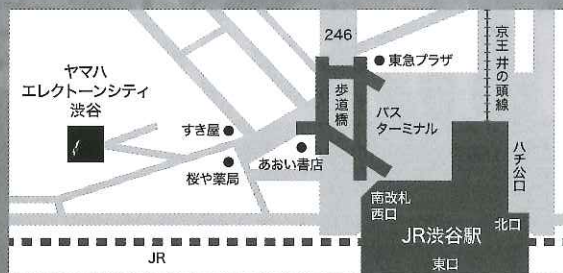 246
東急プラザ
京王 井の頭線
ヤマハ
エレクトーンシティ
渋谷
歩道橋
バス
ターミナル
すき屋
あおい書店
桜や薬局
ハチ公口
南改札
西口
北口
JR渋谷駅
東口
JR